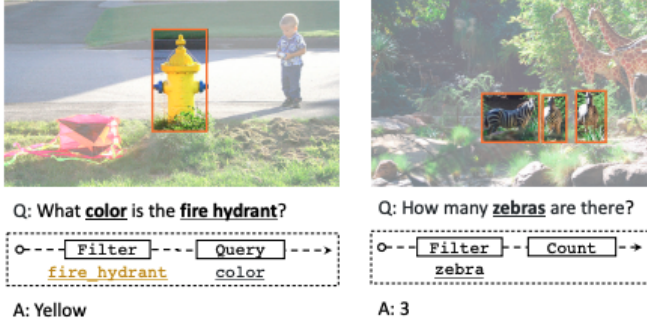 Q: What color is the fire hydrant?
Filter
Query
fire_hydrant
color
A: Yellow
Q: How many zebras are there?
Filter
Count
zebra
A: 3